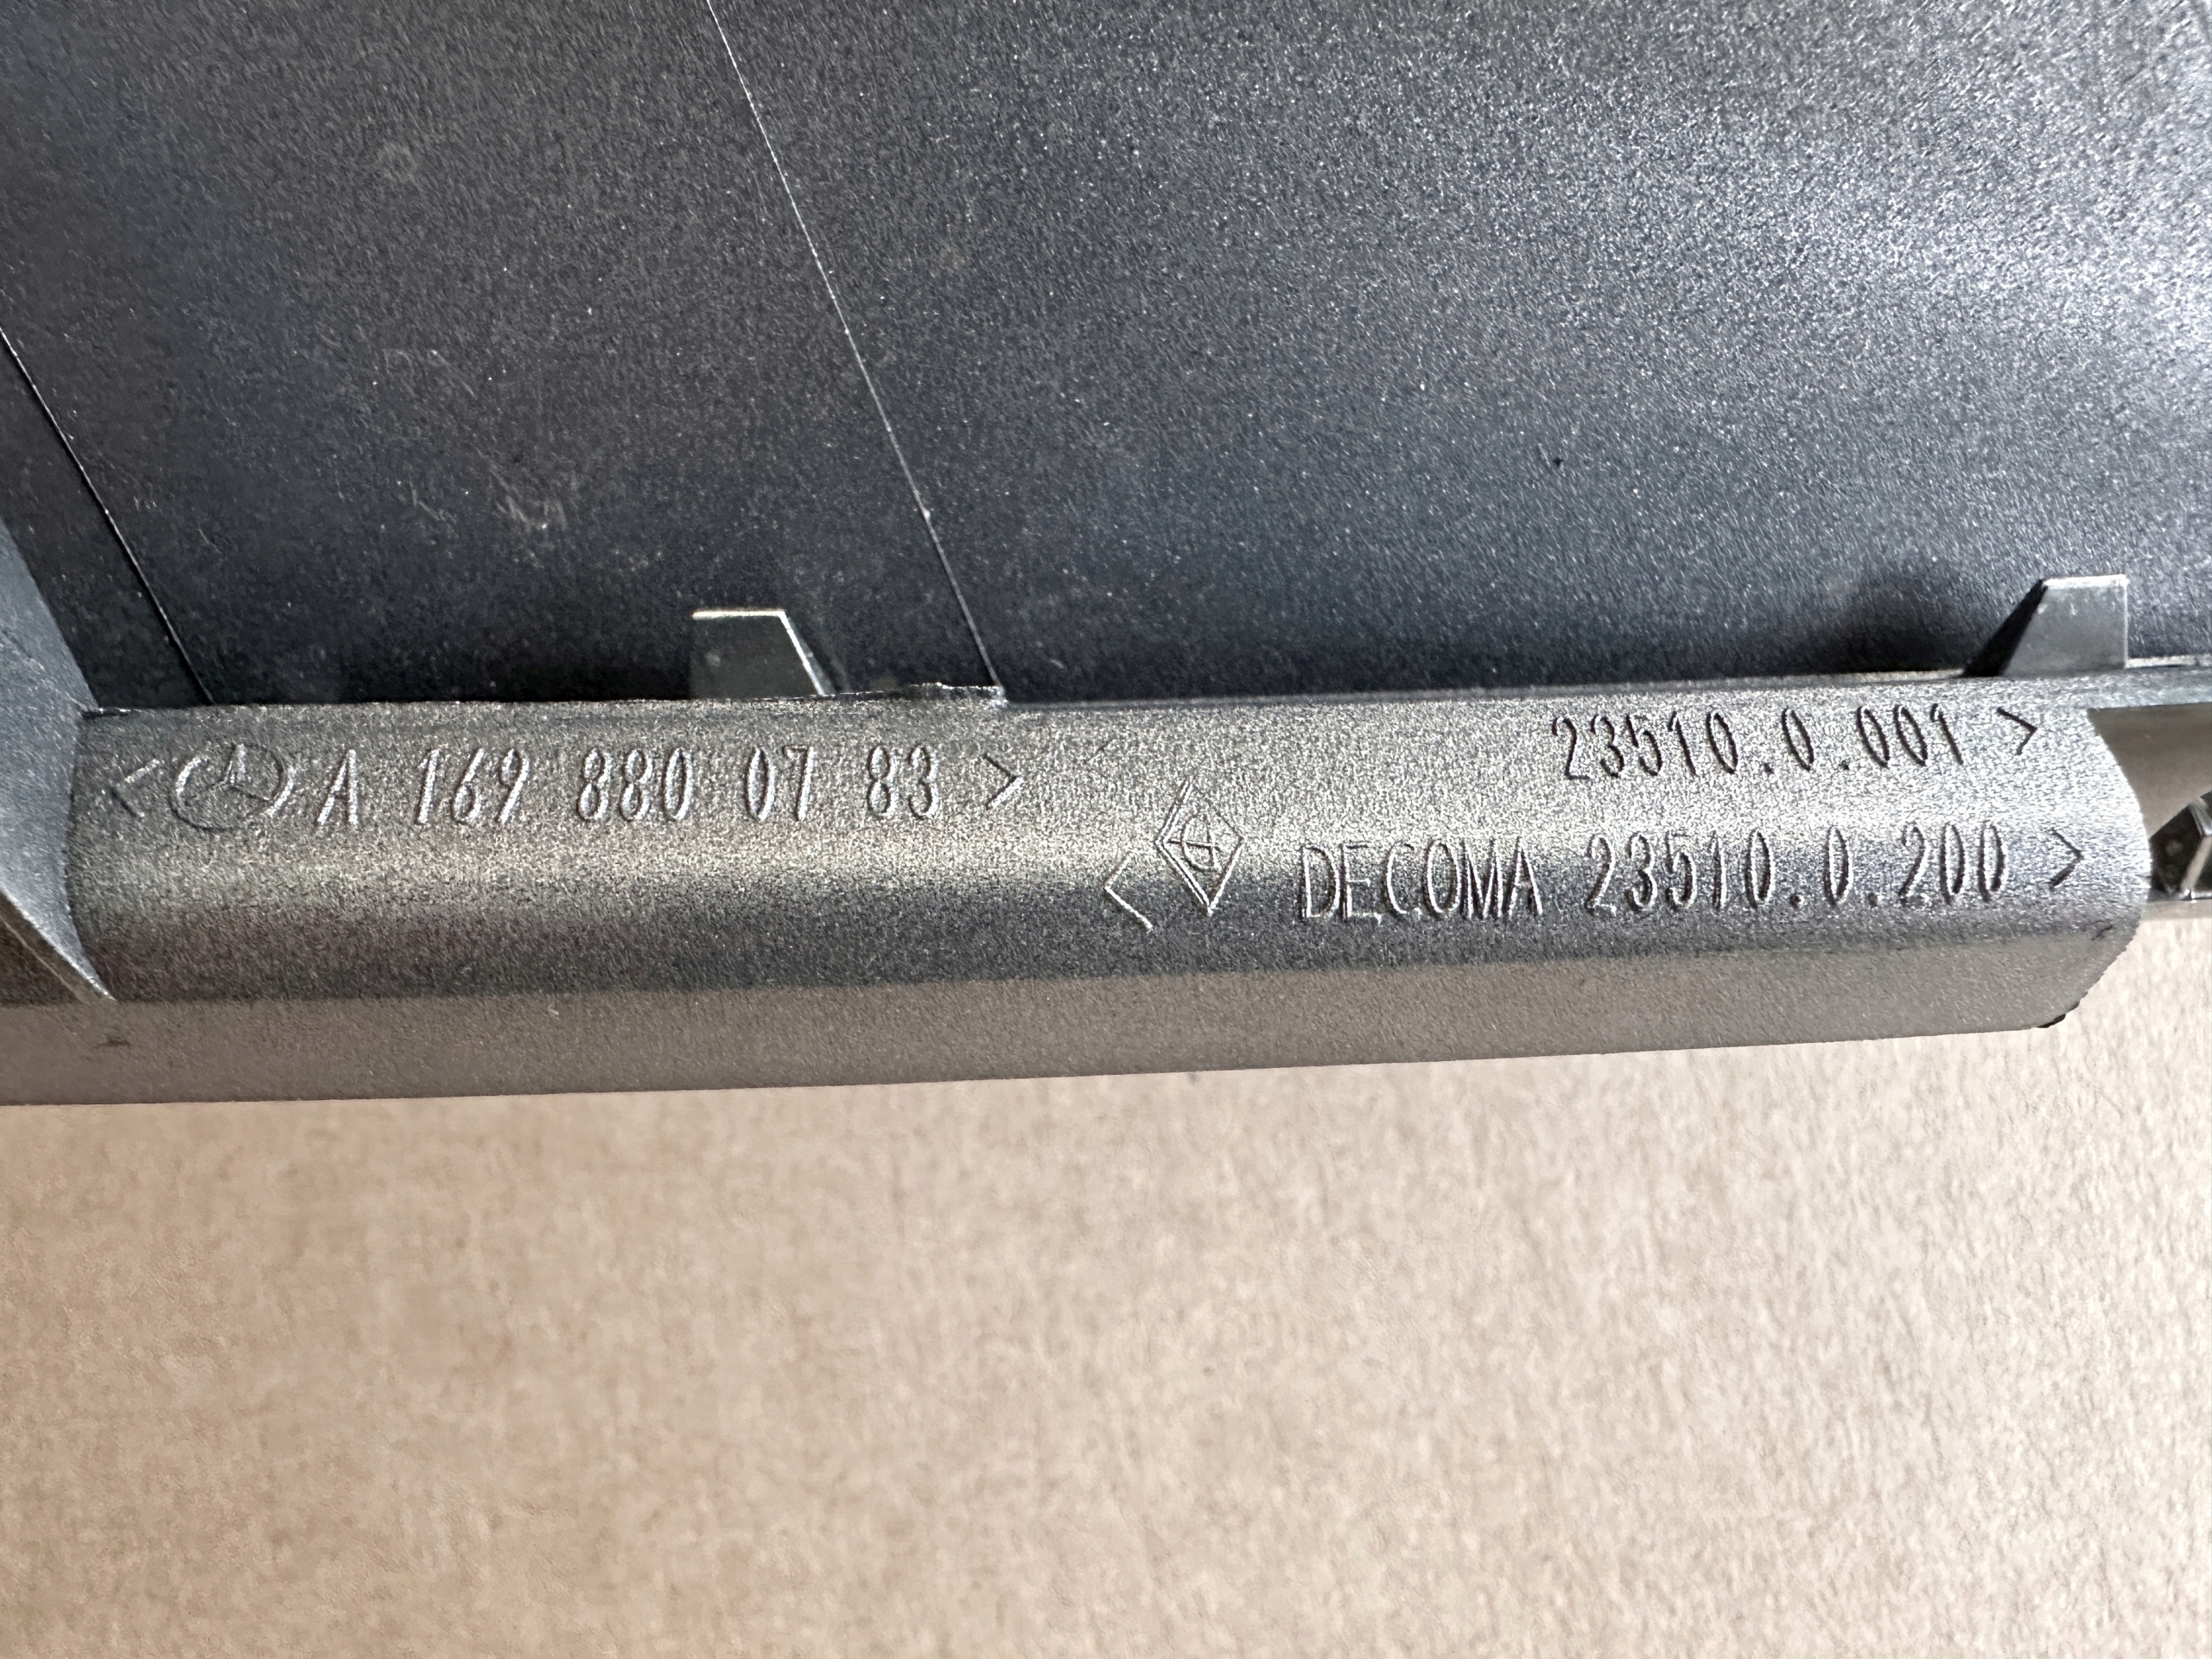 < A 169 880 07 83 >
23510.0.001 >
< DECOMA 23510.0.200 >